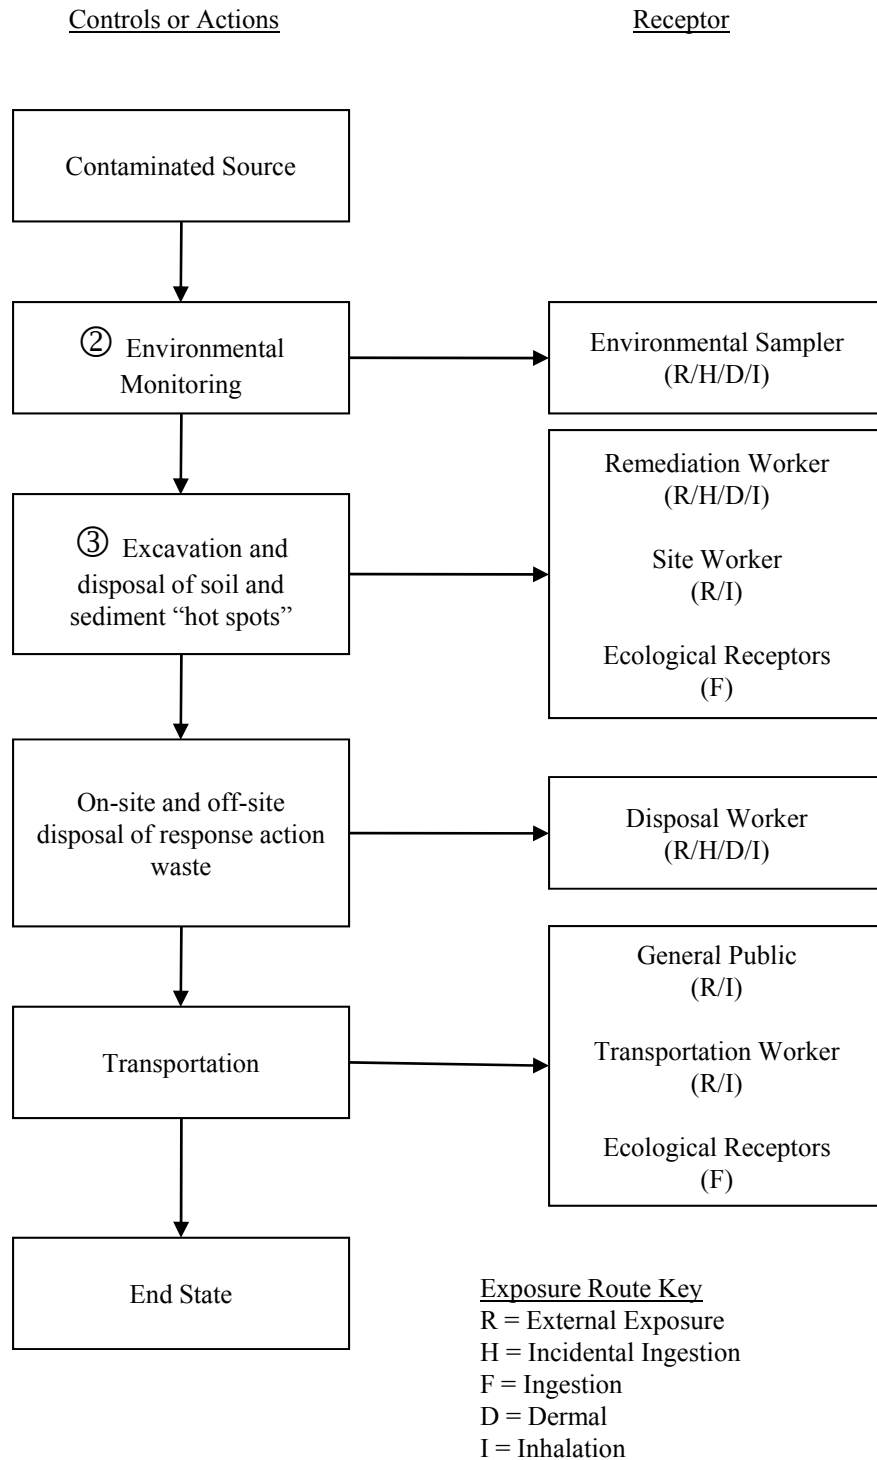 Controls or Actions
Receptor
Contaminated Source
② Environmental
Monitoring
Environmental Sampler
(R/H/D/I)
③ Excavation and
disposal of soil and
sediment “hot spots”
Remediation Worker
(R/H/D/I)
Site Worker
(R/I)
Ecological Receptors
(F)
On-site and off-site
disposal of response action
waste
Disposal Worker
(R/H/D/I)
Transportation
General Public
(R/I)
Transportation Worker
(R/I)
Ecological Receptors
(F)
End State
Exposure Route Key
R = External Exposure
H = Incidental Ingestion
F = Ingestion
D = Dermal
I = Inhalation